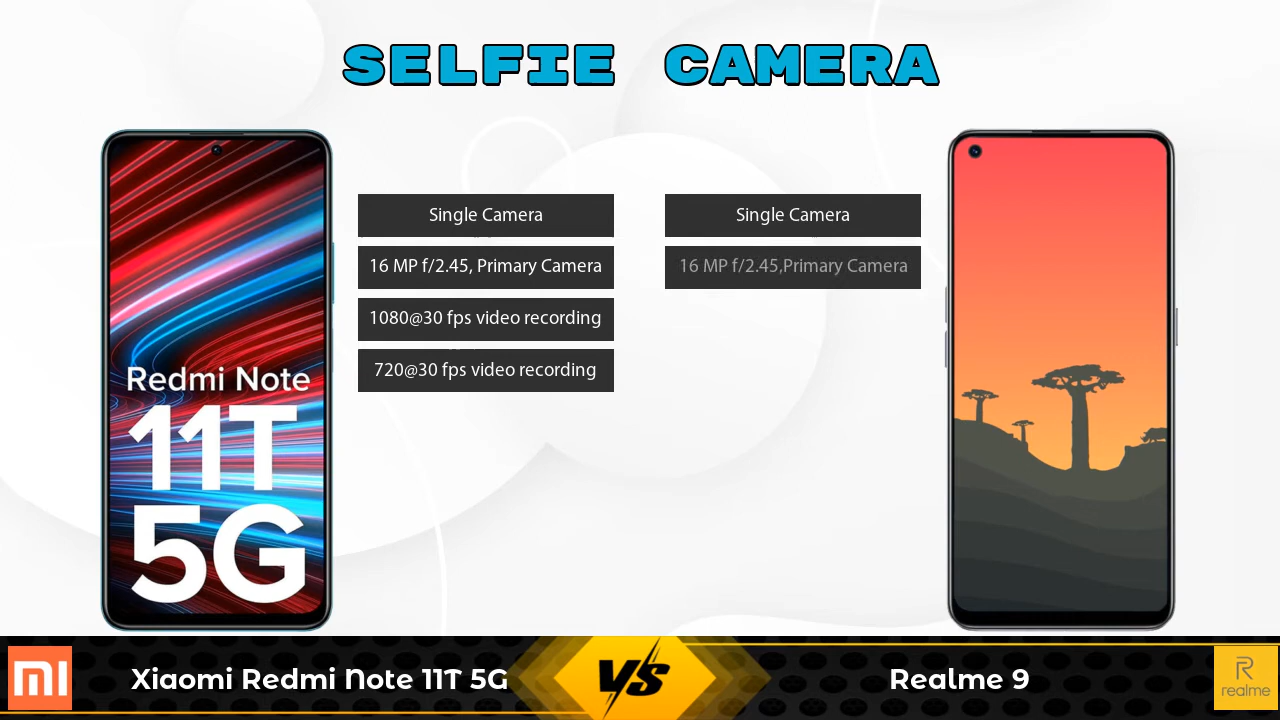 SELFIE CAMERA
Single Camera
16 MP f/2.45, Primary Camera
1080@30 fps video recording
720@30 fps video recording
Single Camera
16 MP f/2.45,Primary Camera
Redmi Note
11T
5G
mi
Xiaomi Redmi Note 11T 5G
VS
Realme 9
R
realme